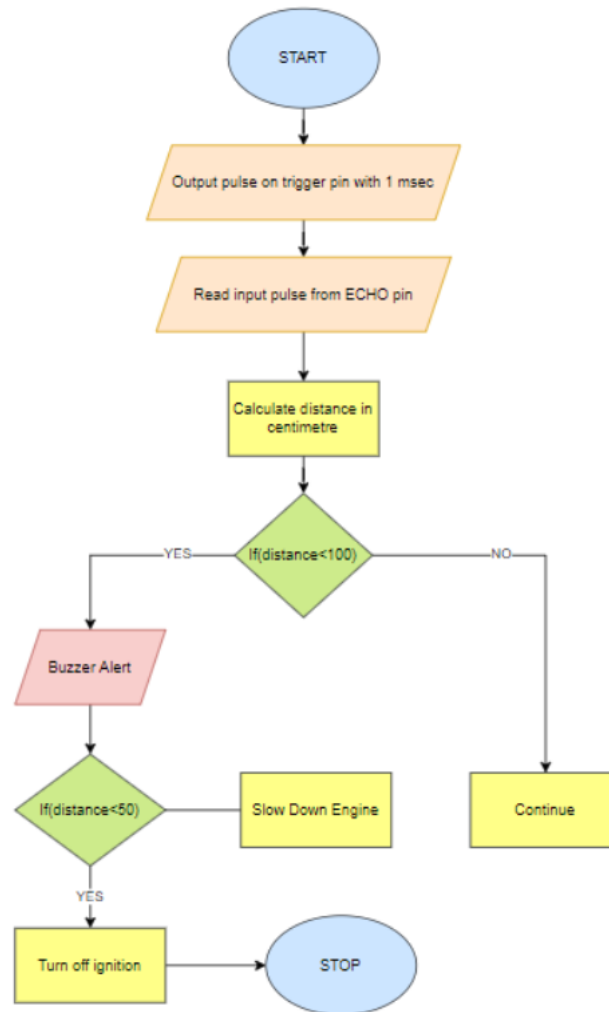 START
Output pulse on trigger pin with 1 msec
Read input pulse from ECHO pin
Calculate distance in
centimetre
If(distance<100)
YES
NO
Buzzer Alert
If(distance<50)
Slow Down Engine
Continue
YES
Turn off ignition
STOP